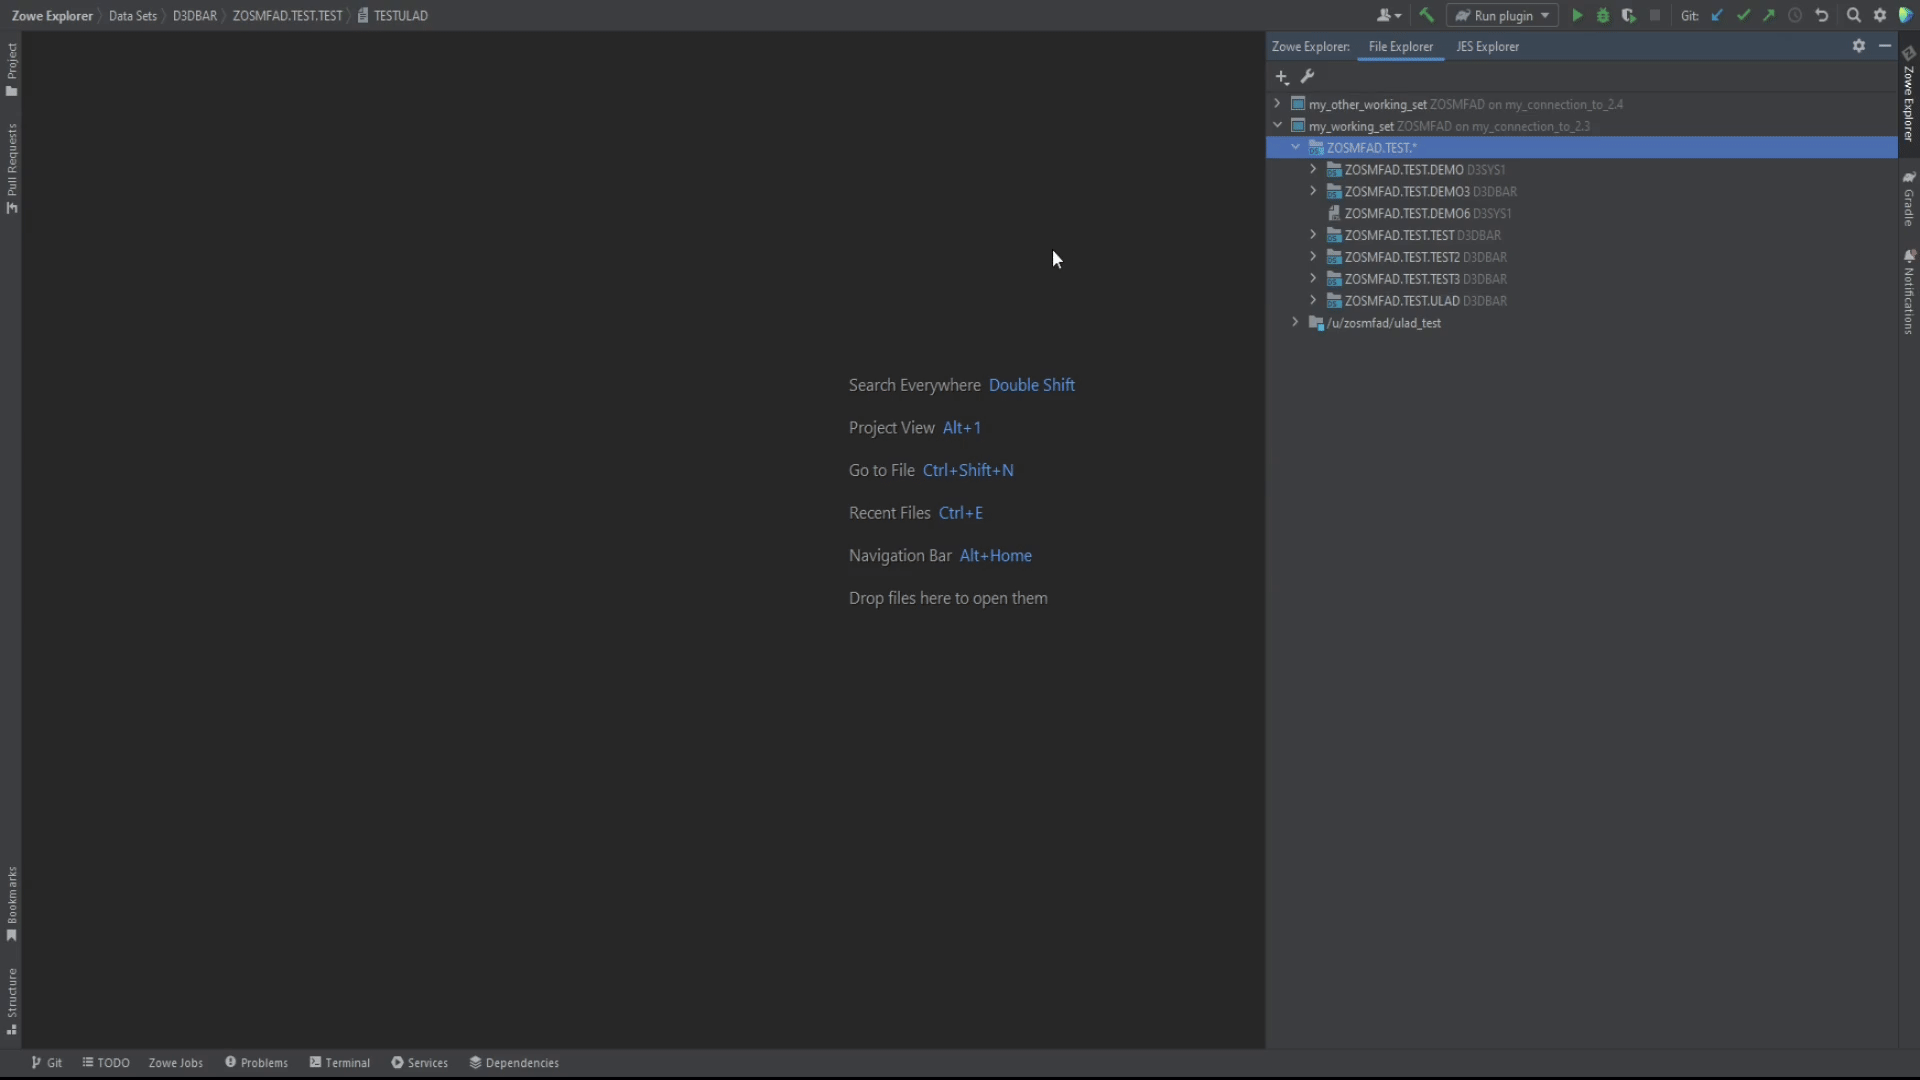 Zowe Explorer Data Sets D3DBAR ZOSMFAD.TEST.TEST TESTULAD
Run plugin
Git:
Project
Pull Requests
Bookmarks
Structure
Search Everywhere Double Shift
Project View Alt+1
Go to File Ctrl+Shift+N
Recent Files Ctrl+E
Navigation Bar Alt+Home
Drop files here to open them
Zowe Explorer: File Explorer JES Explorer
my_other_working_set ZOSMFAD on my_connection_to_2.4
my_working_set ZOSMFAD on my_connection_to_2.3
ZOSMFAD.TEST.*
ZOSMFAD.TEST.DEMO D3SYS1
ZOSMFAD.TEST.DEMO3 D3DBAR
ZOSMFAD.TEST.DEMO6 D3SYS1
ZOSMFAD.TEST.TEST D3DBAR
ZOSMFAD.TEST.TEST2 D3DBAR
ZOSMFAD.TEST.TEST3 D3DBAR
ZOSMFAD.TEST.ULAD D3DBAR
/u/zosmfad/ulad_test
Zowe Explorer
Gradle
Notifications
Git TODO Zowe Jobs Problems Terminal Services Dependencies